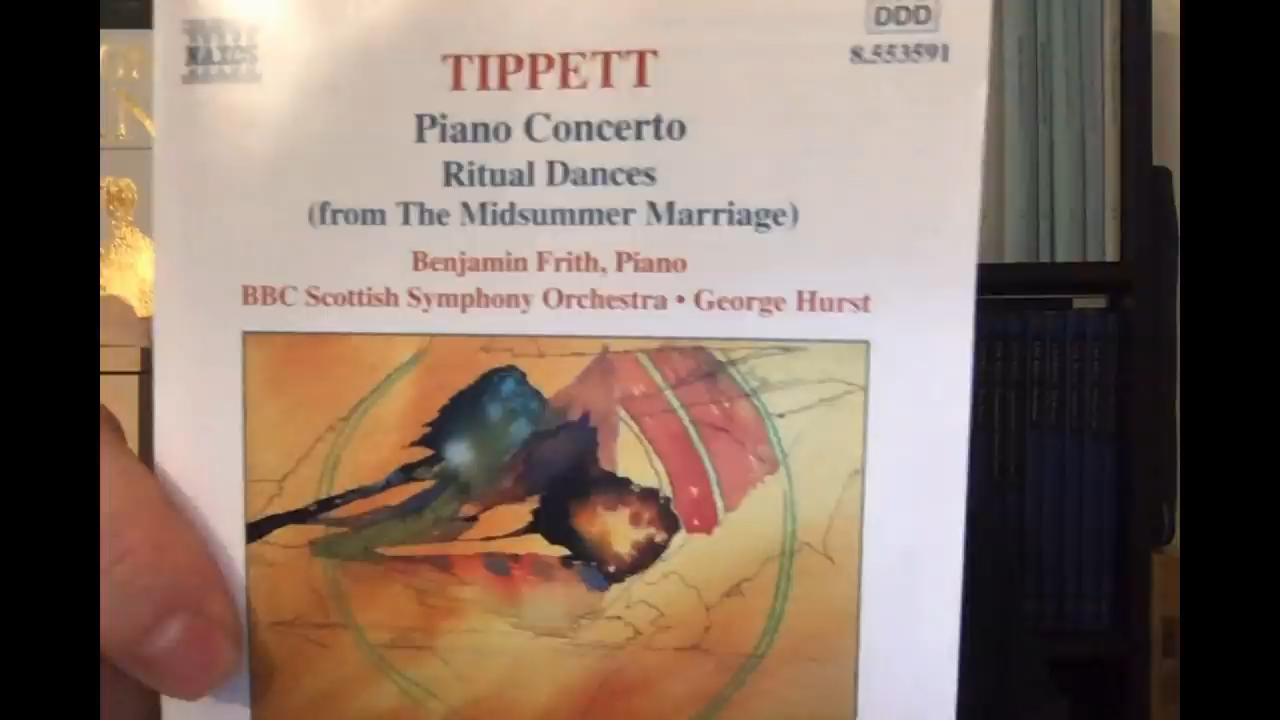 NAXOS
DDD
8.553591
TIPPETT
Piano Concerto
Ritual Dances
(from The Midsummer Marriage)
Benjamin Frith, Piano
BBC Scottish Symphony Orchestra • George Hurst